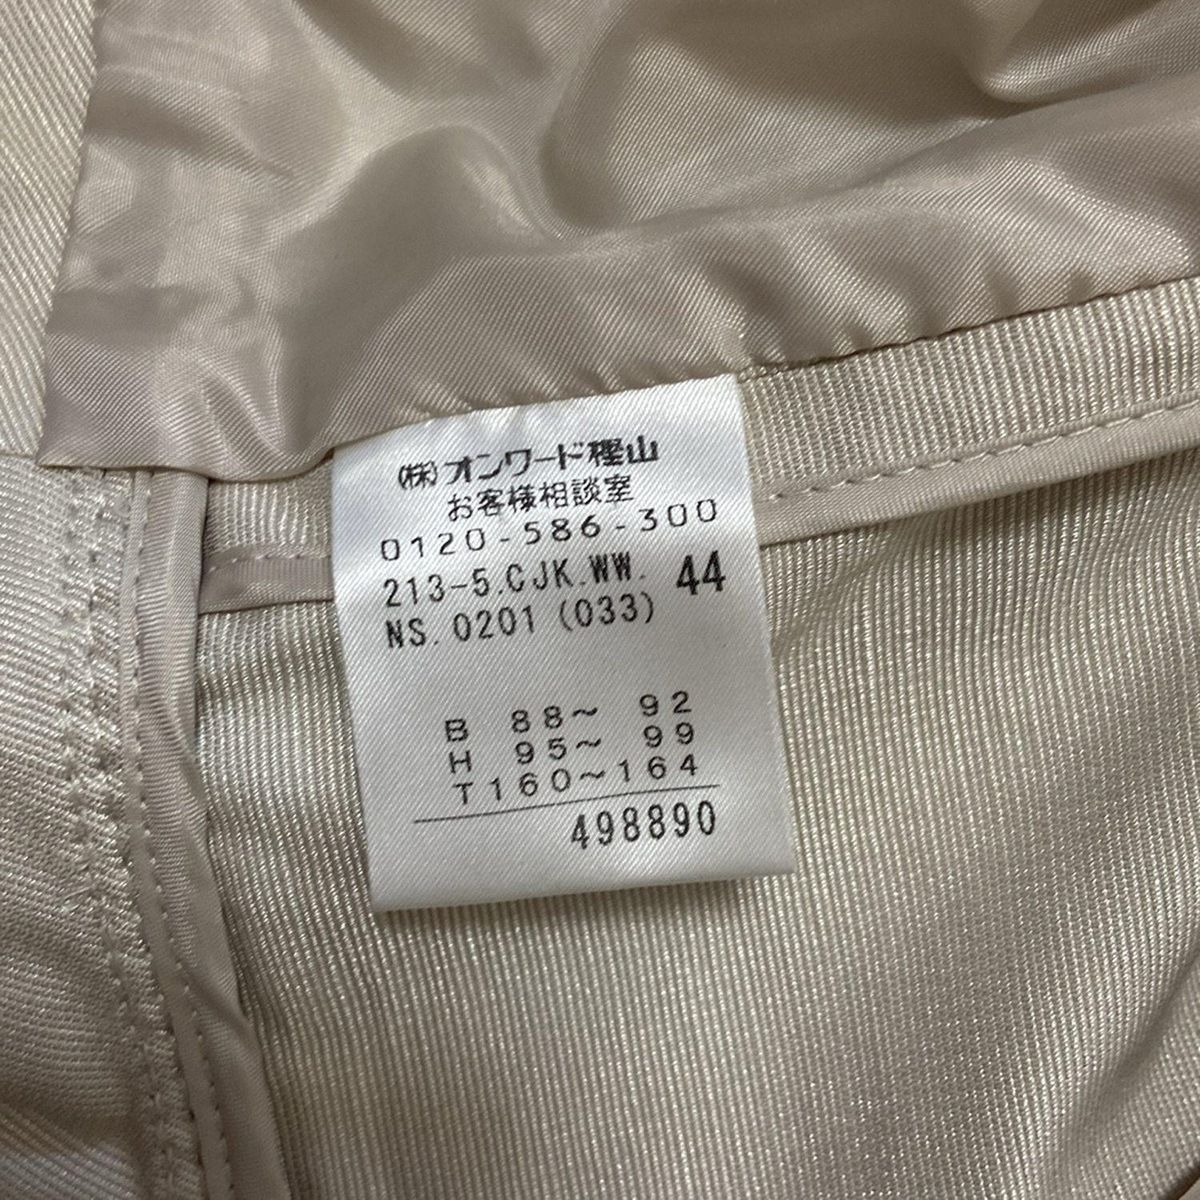 (株)オンワード樫山
お客様相談室
0120-586-300
213-5.CJK.WW. 44
NS.0201(033)
B 88～ 92
H 95～ 99
T160～164
498890